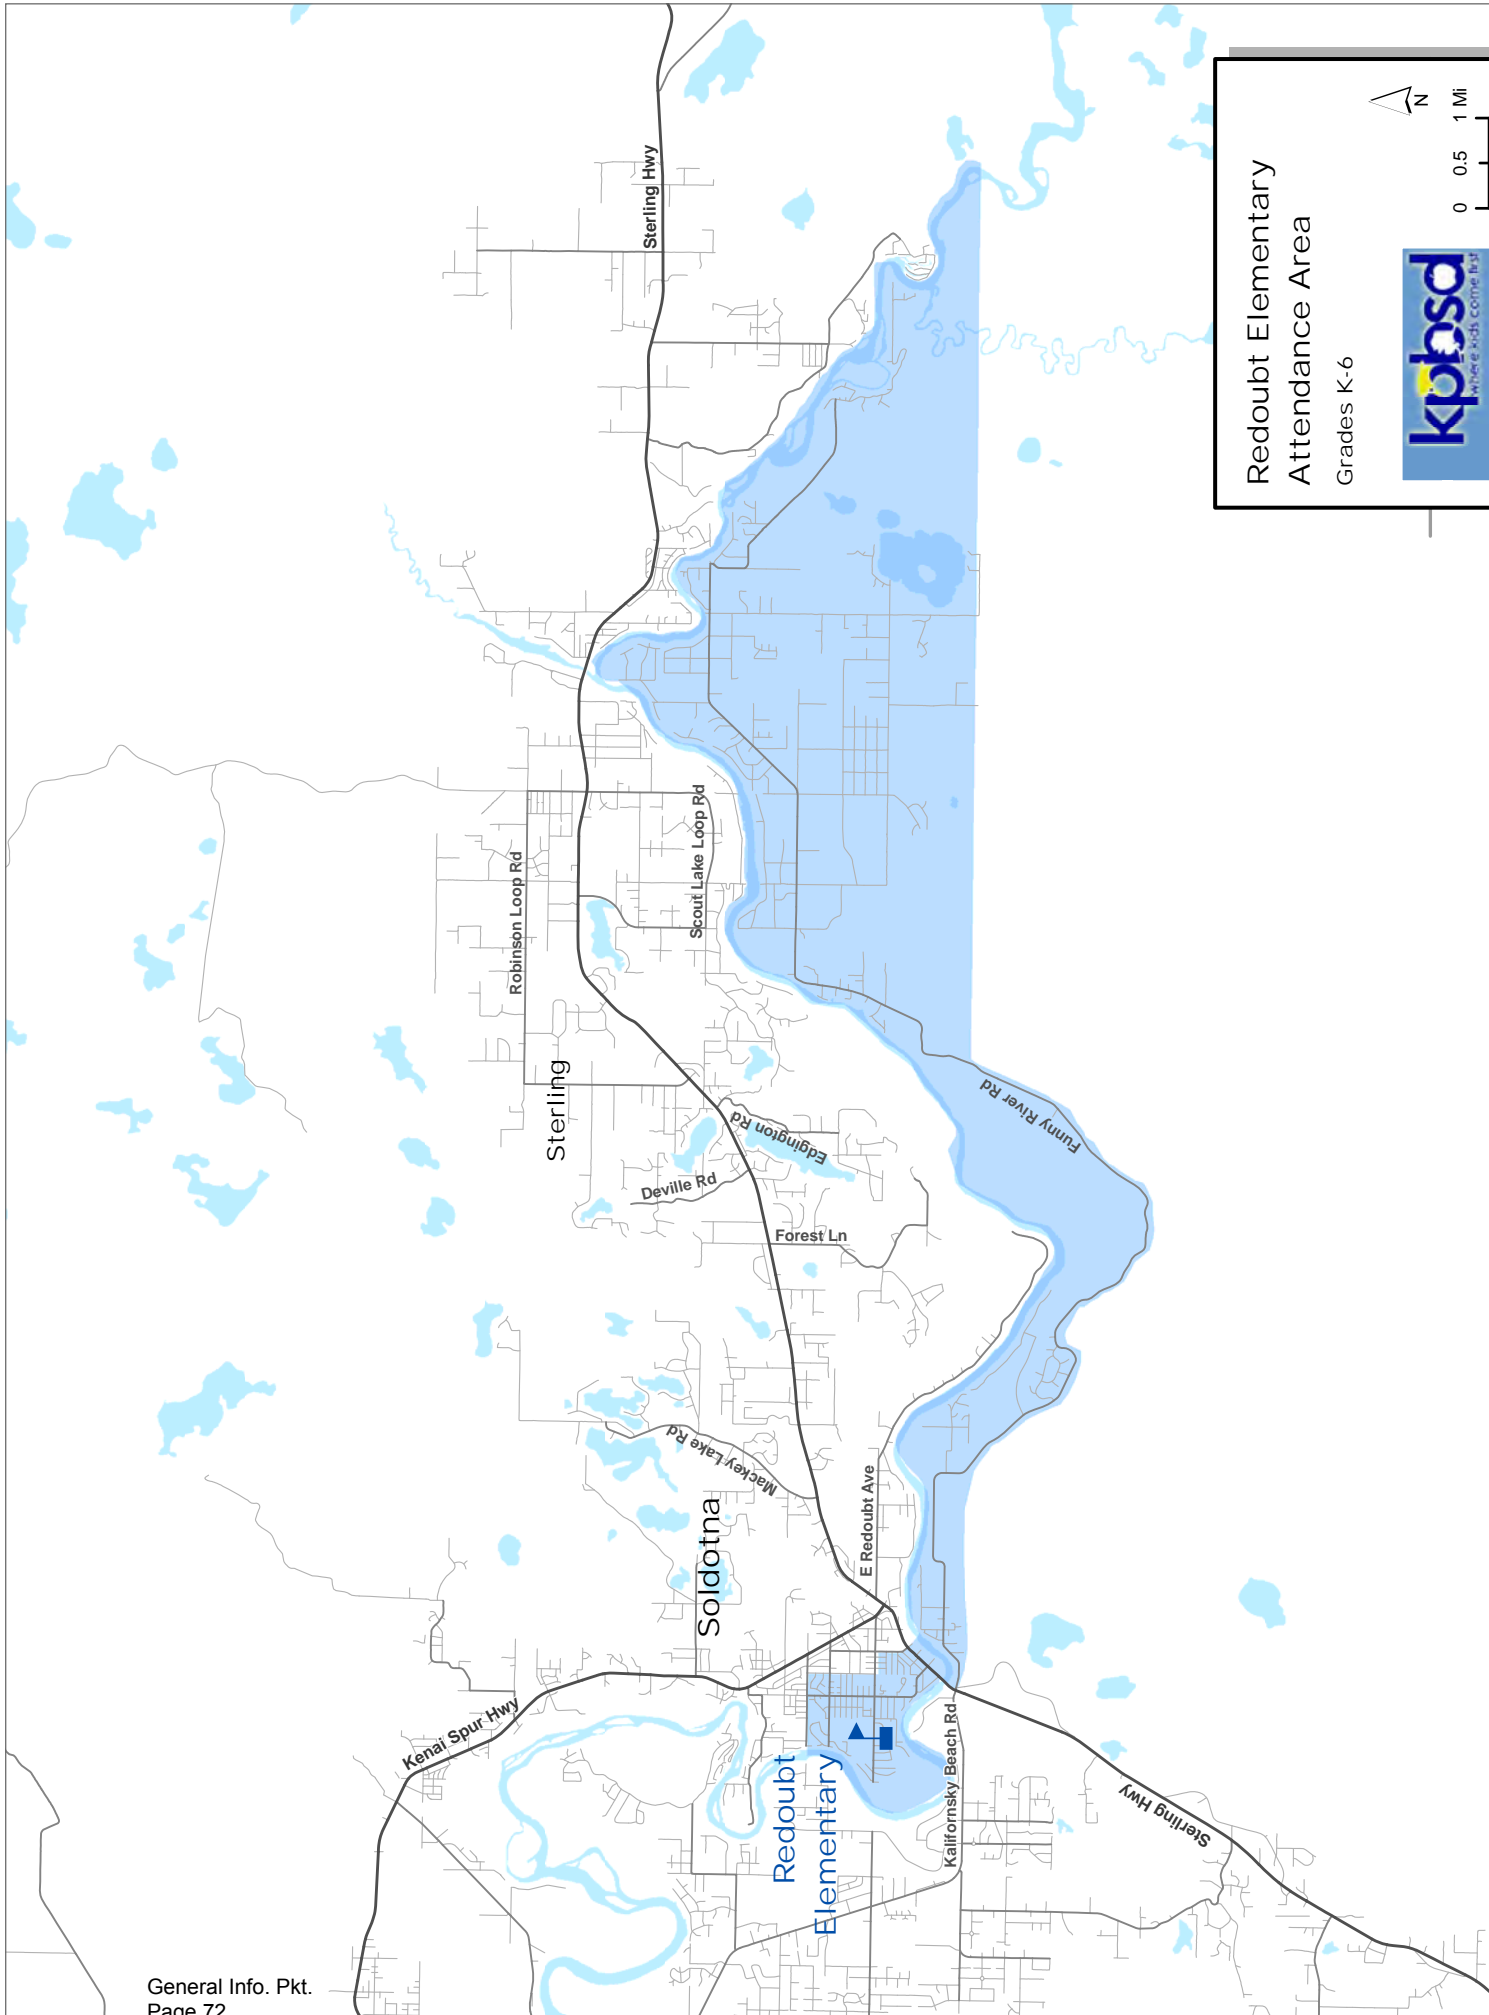 Redoubt Elementary
Attendance Area
Grades K-6
N
0 0.5 1 Mi
kpbsd
where kids come first
Sterling Hwy
Robinson Loop Rd
Scout Lake Loop Rd
Sterling
Edgington Rd
Deville Rd
Forest Ln
Funny River Rd
Mackey Lake Rd
Soldotna
E Redoubt Ave
Kenai Spur Hwy
Redoubt
Elementary
Kalifornsky Beach Rd
Sterling Hwy
General Info. Pkt.
Page 72